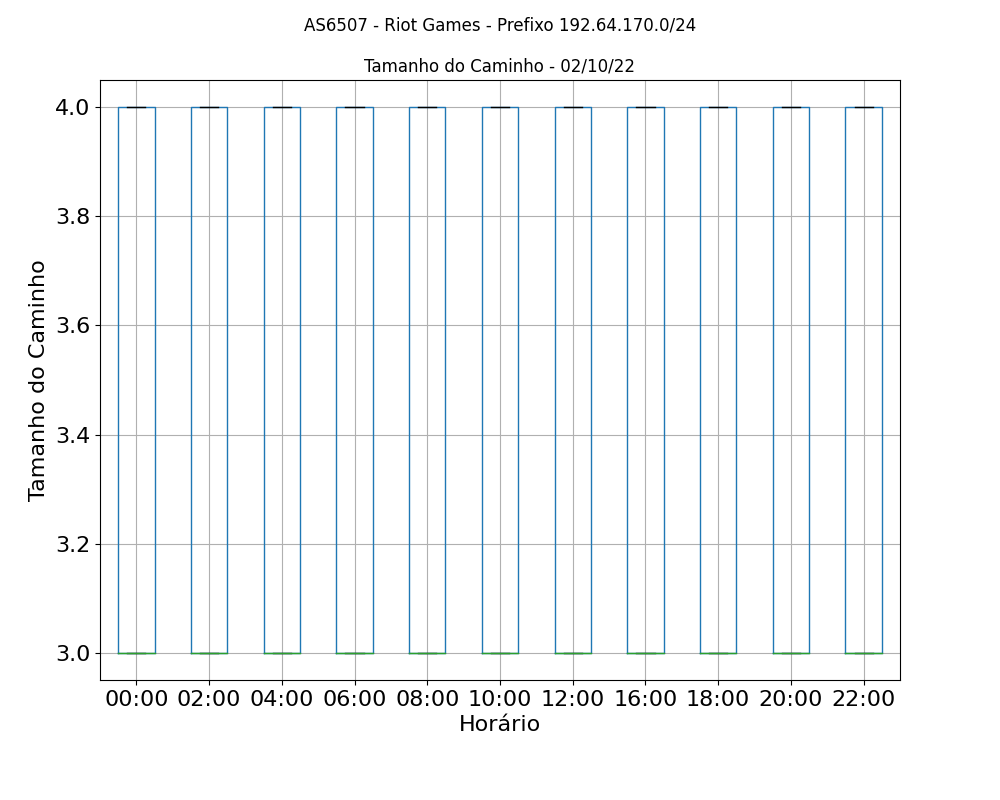 AS6507 - Riot Games - Prefixo 192.64.170.0/24
Tamanho do Caminho - 02/10/22
4.0
3.8
3.6
3.4
3.2
3.0
Tamanho do Caminho
00:00 02:00 04:00 06:00 08:00 10:00 12:00 16:00 18:00 20:00 22:00
Horário